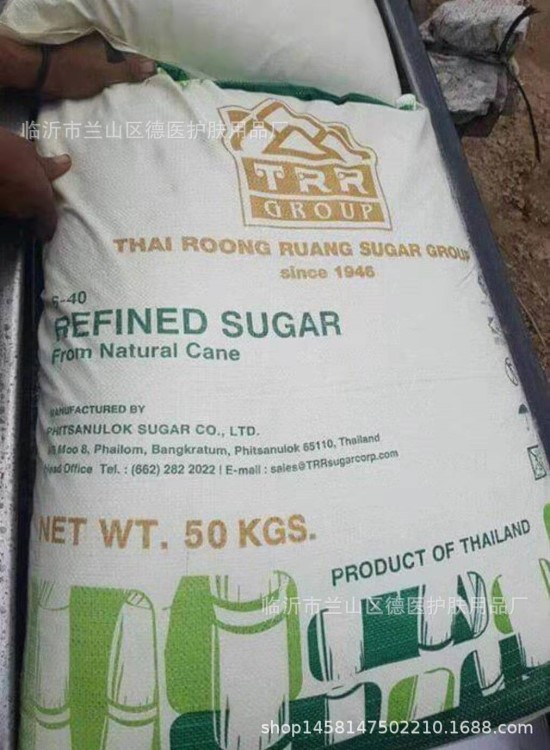 临沂市兰山区德医护肤用品厂
TRR
GROUP
THAI ROONG RUANG SUGAR GROUP
since 1946
S-40
REFINED SUGAR
From Natural Cane
MANUFACTURED BY
PHITSANULOK SUGAR CO., LTD.
Moo 8, Phailom, Bangkratum, Phitsanulok 65110, Thailand
Head Office Tel. : (662) 282 2022 | E-mail : sales@TRRsugarcorp.com
NET WT. 50 KGS.
PRODUCT OF THAILAND
临沂市兰山区德医护肤用品厂
shop1458147502210.1688.com